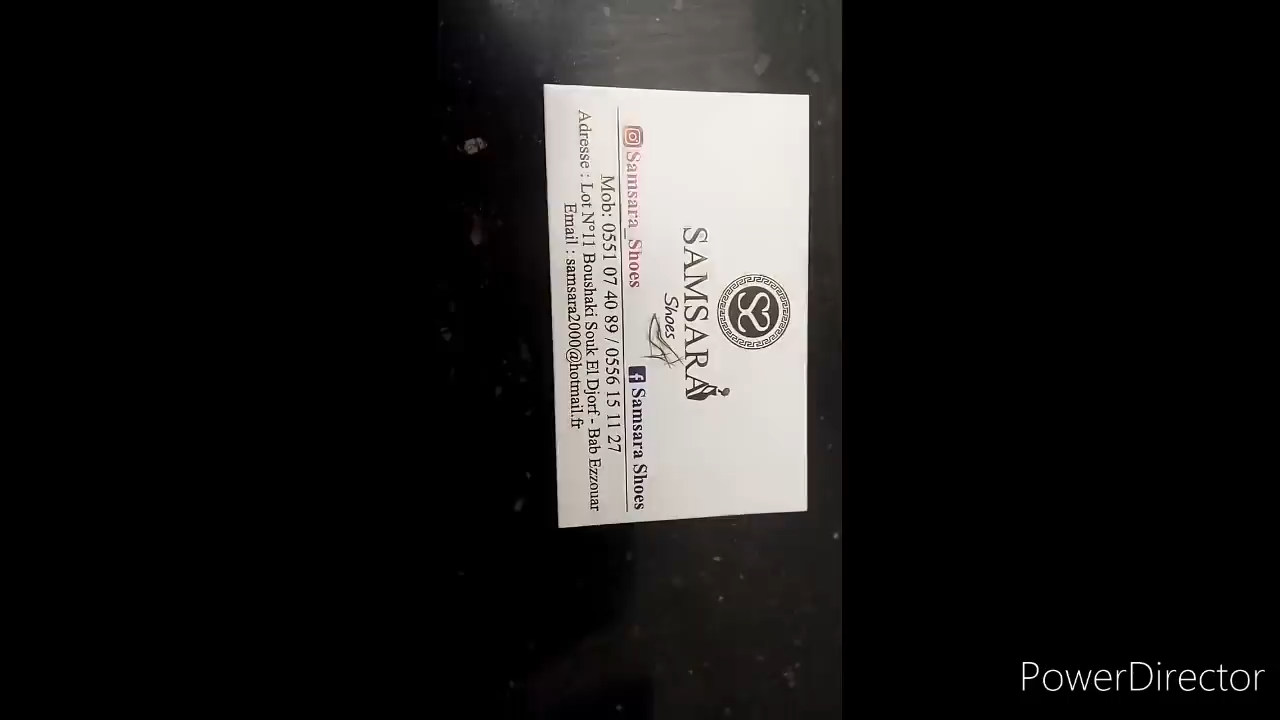 SAMSARA
Shoes
Samsara_Shoes
Samsara Shoes
Mob: 0551 07 40 89 / 0556 15 11 27
Adresse : Lot N°11 Boushaki Souk El Djorf - Bab Ezzouar
Email : samsara2000@hotmail.fr
PowerDirector